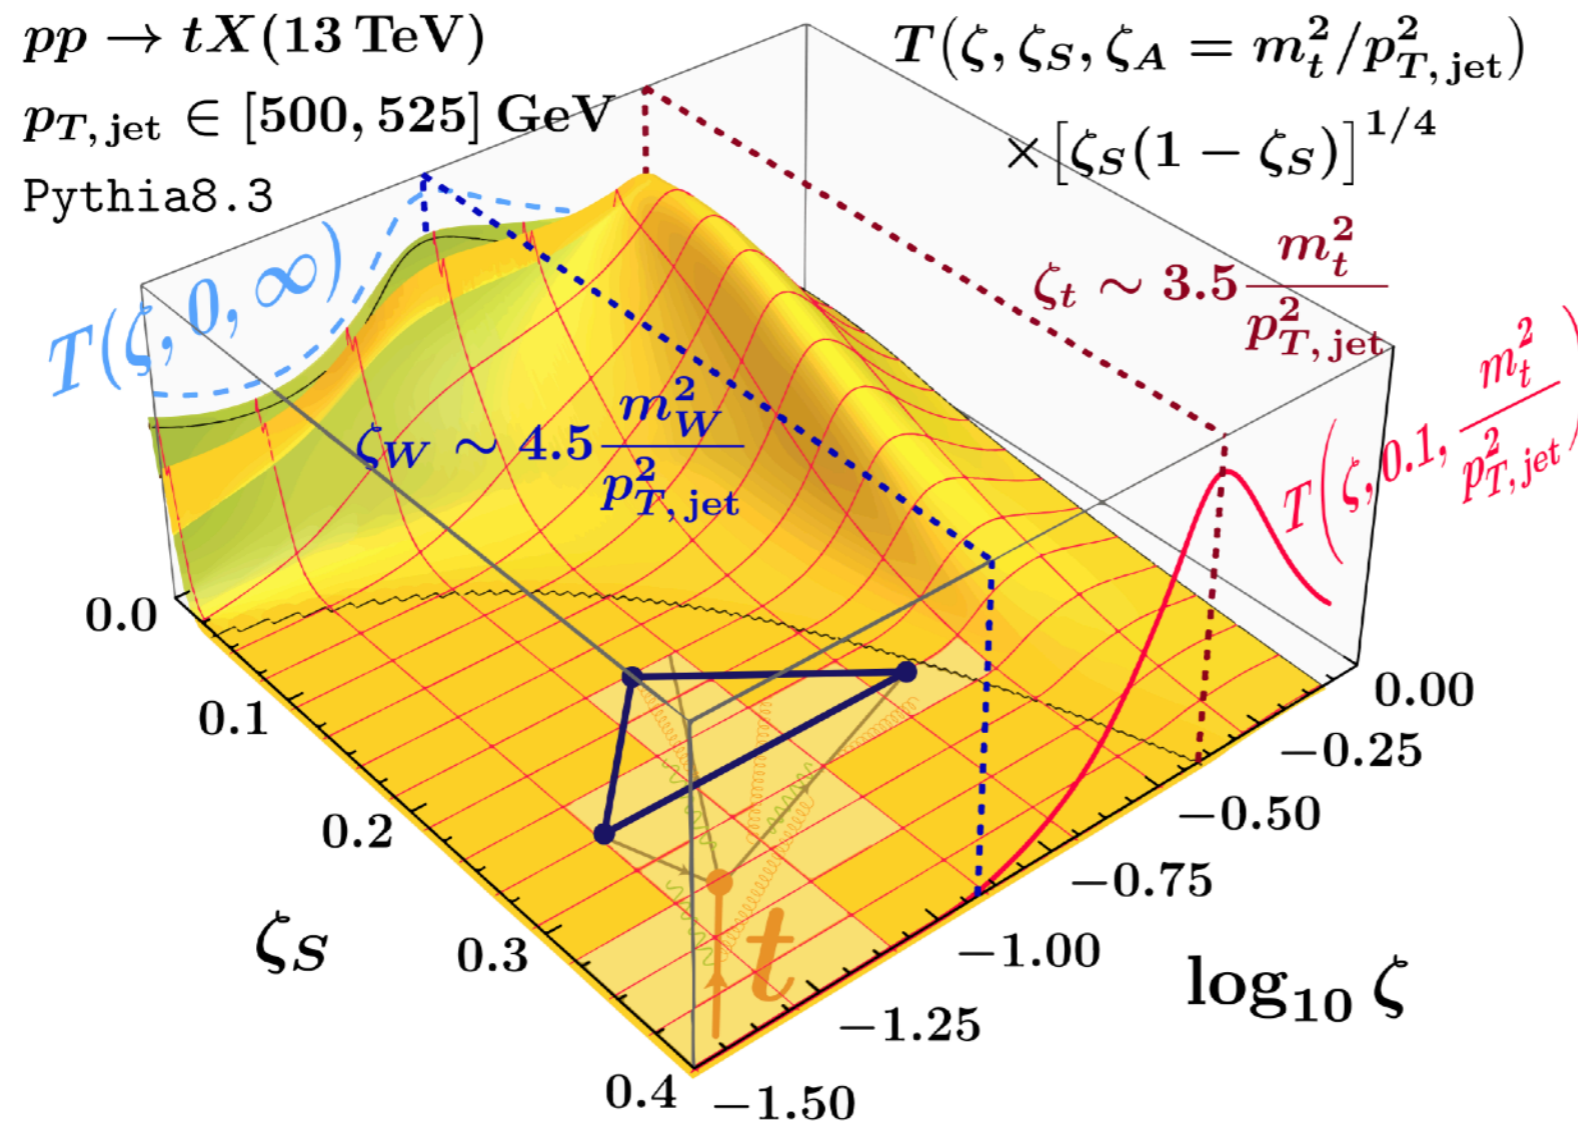 pp → tX(13 TeV)
p_{T, jet} ∈ [500, 525] GeV
Pythia8.3
T(ζ, ζ_S, ζ_A = m_t^2/p_{T, jet}^2)
×[ζ_S(1 − ζ_S)]^{1/4}
T(ζ, 0, ∞)
ζ_t ∼ 3.5 m_t^2/p_{T, jet}^2
ζ_W ∼ 4.5 m_W^2/p_{T, jet}^2
T(ζ, 0.1, m_t^2/p_{T, jet}^2)
0.0
0.1
0.2
0.3
0.4
ζ_S
t
−1.50
−1.25
−1.00
−0.75
−0.50
−0.25
0.00
log_{10} ζ